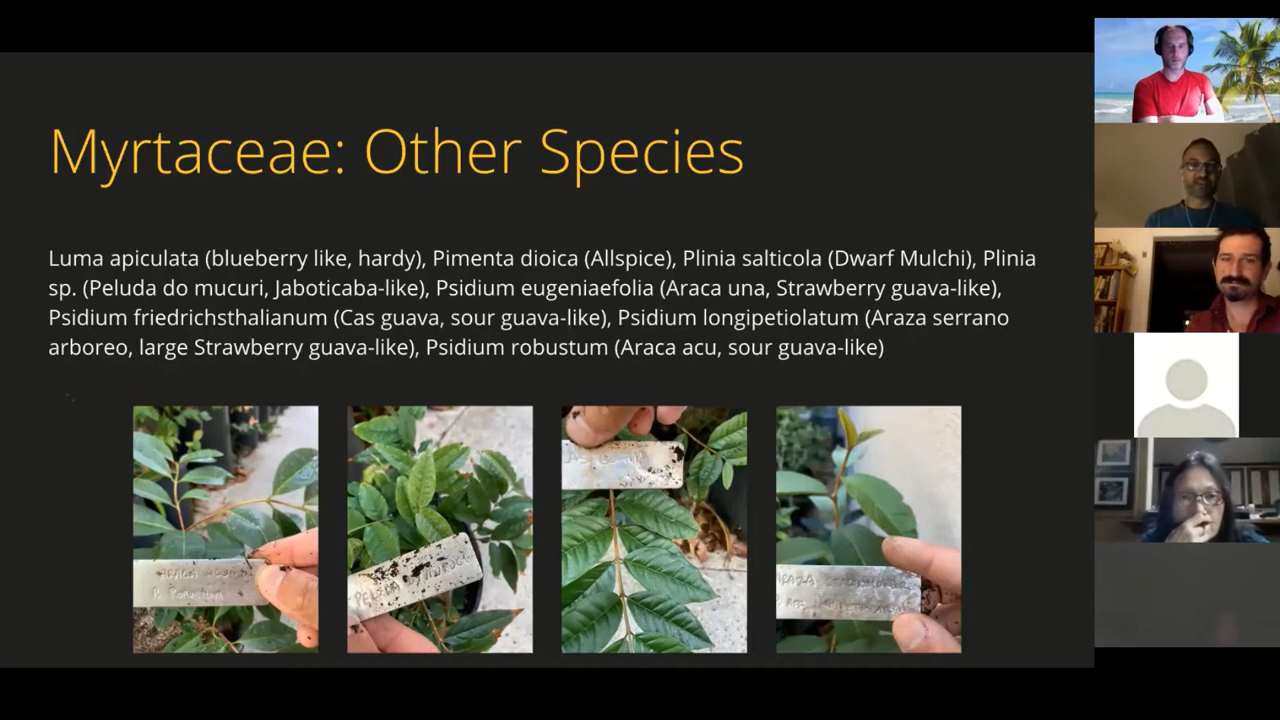 Myrtaceae: Other Species
Luma apiculata (blueberry like, hardy), Pimenta dioica (Allspice), Plinia salticola (Dwarf Mulchi), Plinia
sp. (Peluda do mucuri, Jaboticaba-like), Psidium eugeniaefolia (Araca una, Strawberry guava-like),
Psidium friedrichsthalianum (Cas guava, sour guava-like), Psidium longipetiolatum (Araza serrano
arboreo, large Strawberry guava-like), Psidium robustum (Araca acu, sour guava-like)